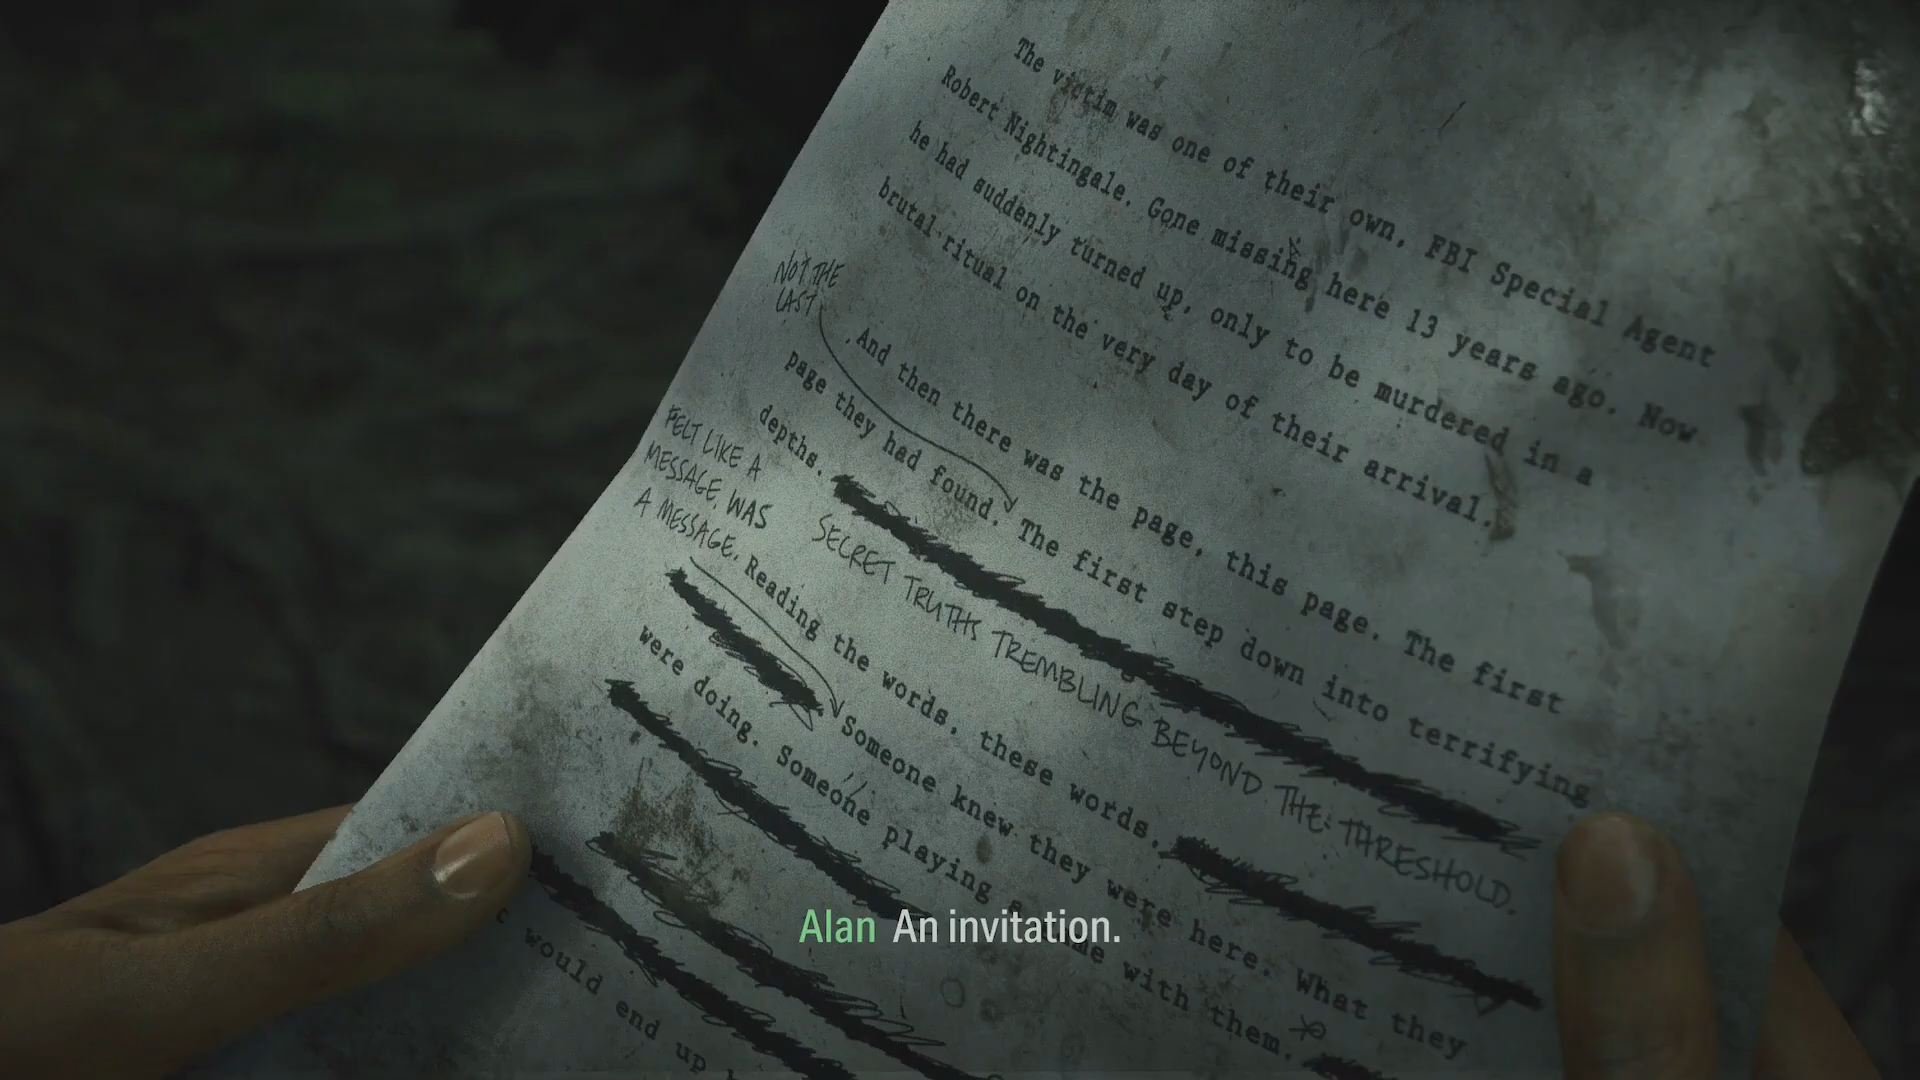 The victim was one of their own, FBI Special Agent
Robert Nightingale. Gone missing here 13 years ago. Now
he had suddenly turned up, only to be murdered in a
brutal ritual on the very day of their arrival.
NOT THE
LAST
And then there was the page, this page. The first
page they had found. The first step down into terrifying
depths.
SECRET TRUTHS TREMBLING BEYOND THE THRESHOLD.
FELT LIKE A
MESSAGE. WAS
A MESSAGE.
Reading the words, these words.
Someone knew they were here. What they
were doing. Someone playing with them.
would end up
Alan An invitation.